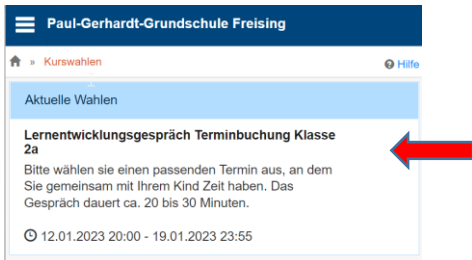 Paul-Gerhardt-Grundschule Freising
» Kurswahlen
Hilfe
Aktuelle Wahlen
Lernentwicklungsgespräch Terminbuchung Klasse
2a
Bitte wählen sie einen passenden Termin aus, an dem
Sie gemeinsam mit Ihrem Kind Zeit haben. Das
Gespräch dauert ca. 20 bis 30 Minuten.
12.01.2023 20:00 - 19.01.2023 23:55